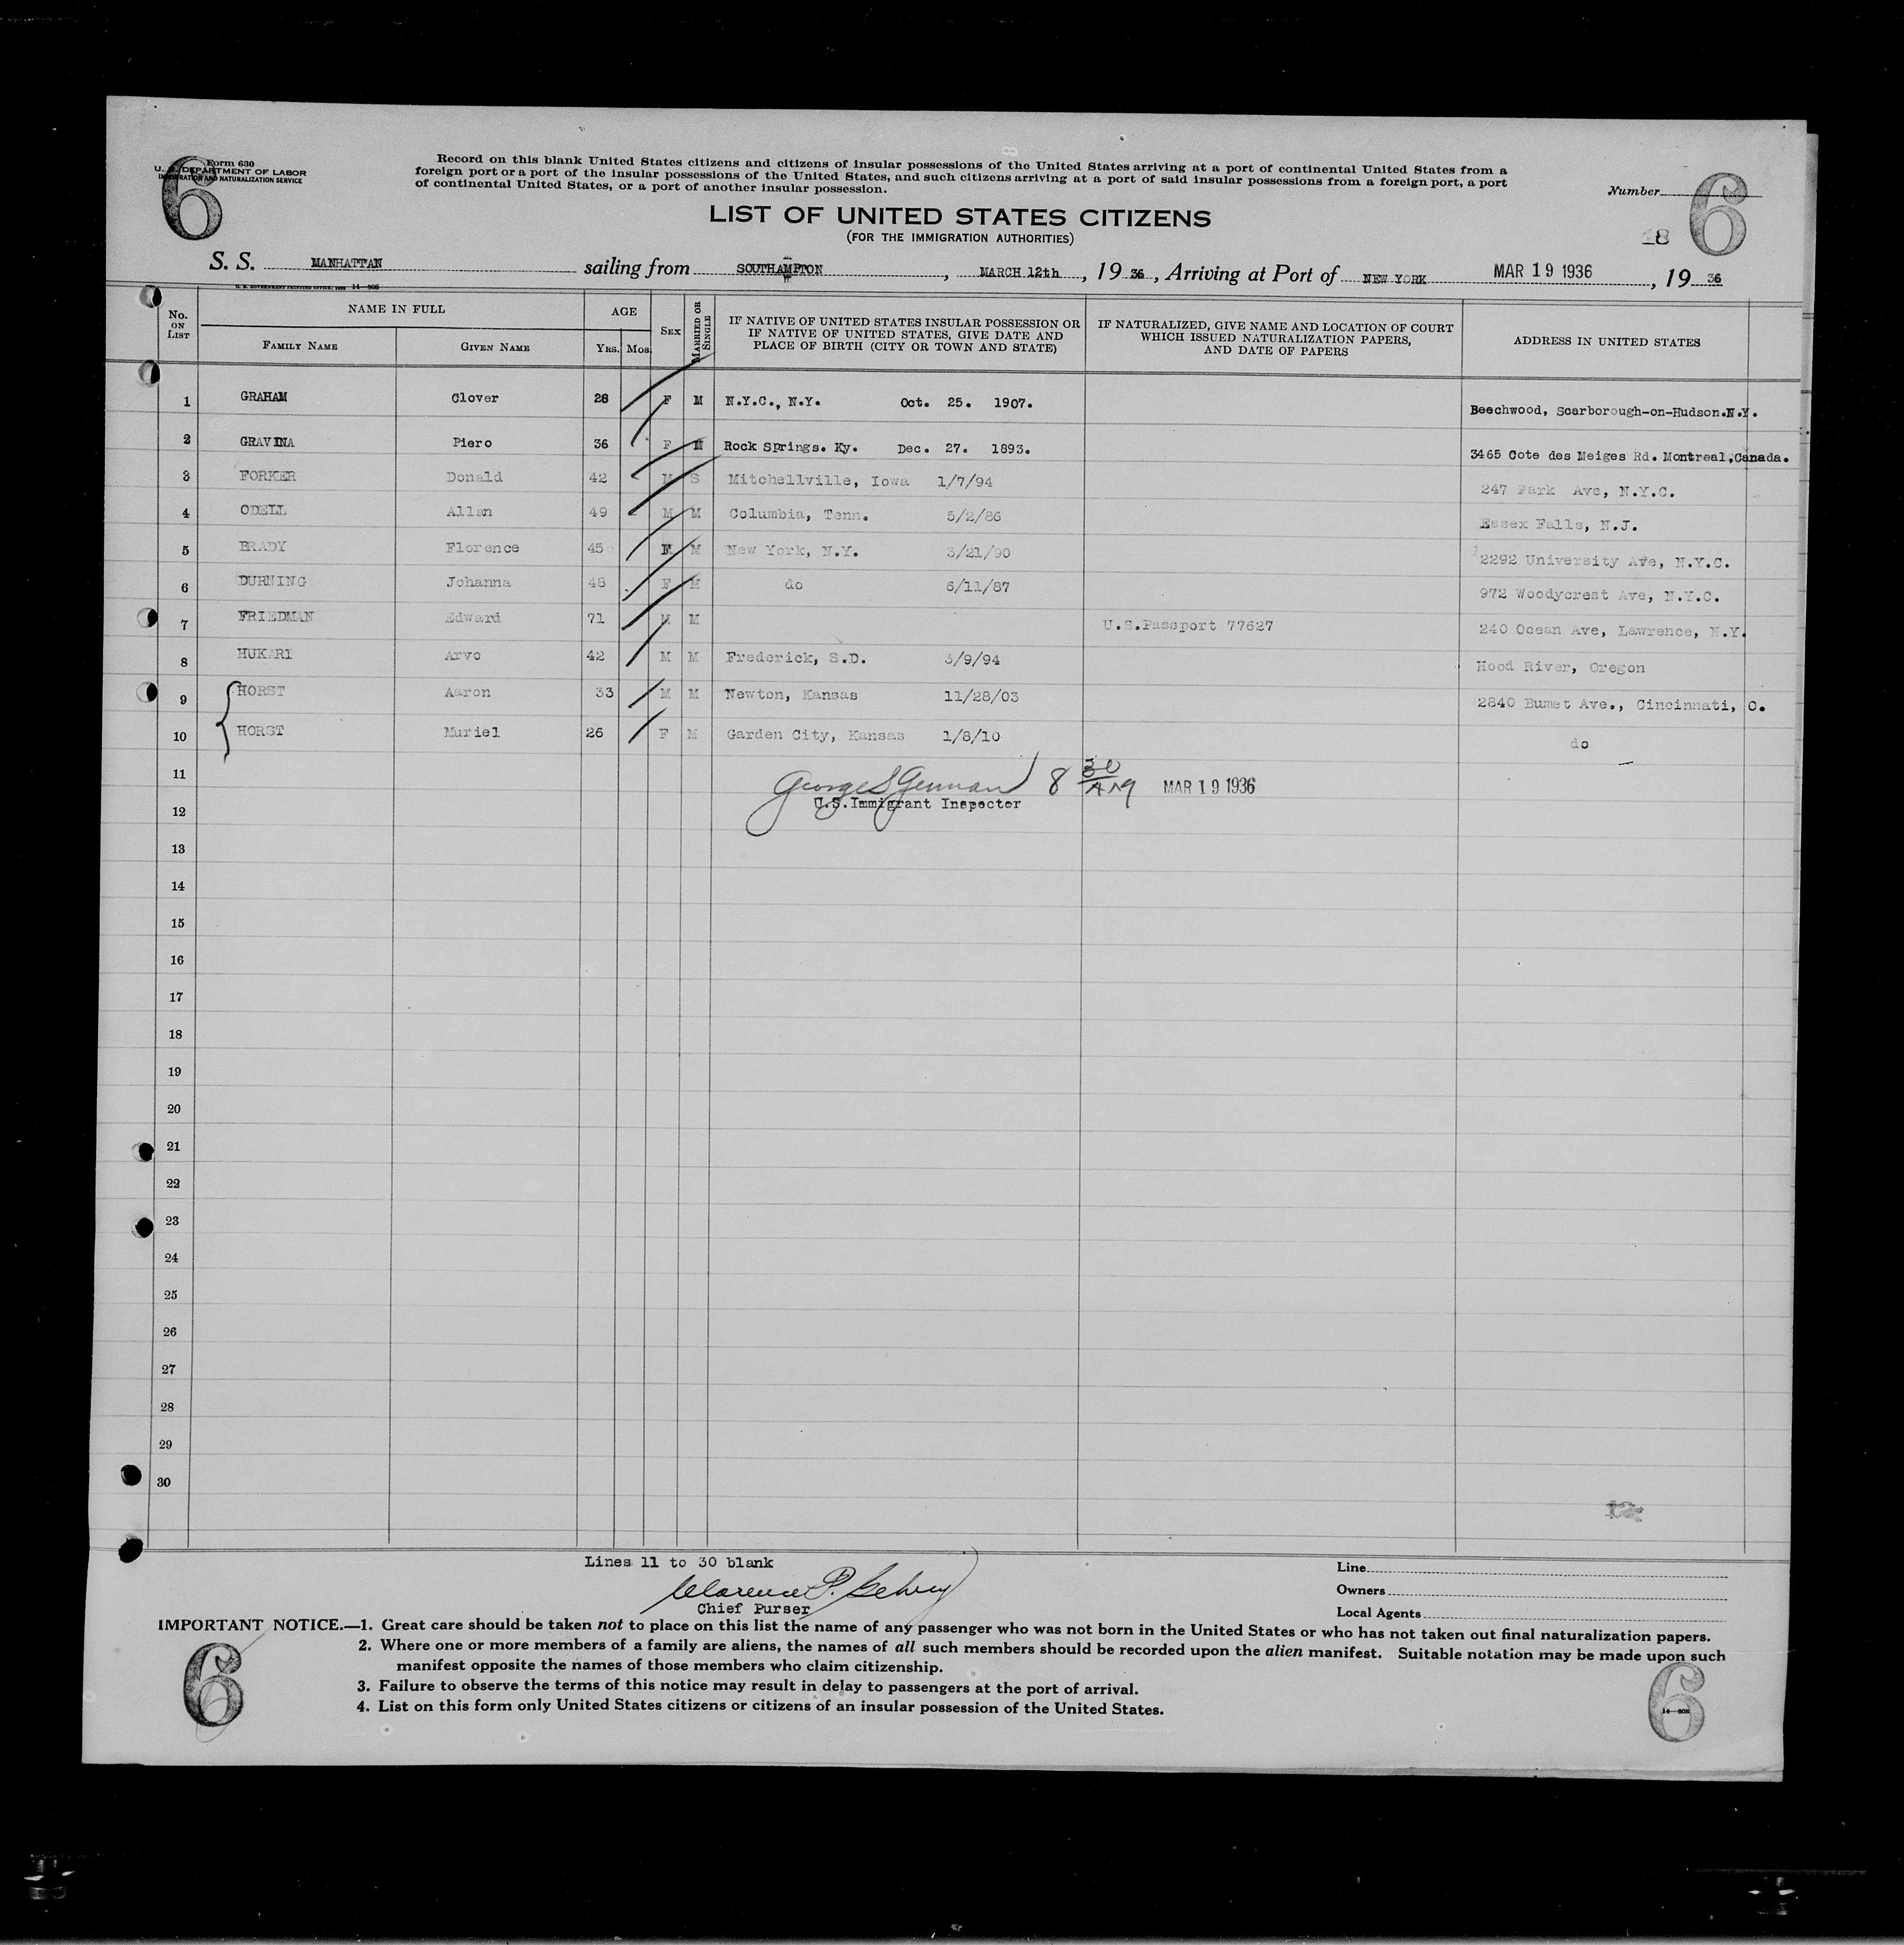 6
Form 630
U. S. DEPARTMENT OF LABOR
IMMIGRATION AND NATURALIZATION SERVICE
Record on this blank United States citizens and citizens of insular possessions of the United States arriving at a port of continental United States from a
foreign port or a port of the insular possessions of the United States, and such citizens arriving at a port of said insular possessions from a foreign port, a port
of continental United States, or a port of another insular possession.
Number
6
LIST OF UNITED STATES CITIZENS
(FOR THE IMMIGRATION AUTHORITIES)
18
S. S. MANHATTAN sailing from SOUTHAMPTON, MARCH 12th, 19 36, Arriving at Port of NEW YORK MAR 19 1936, 19 36
U. S. GOVERNMENT PRINTING OFFICE: 14—608
No. ON LIST
NAME IN FULL
FAMILY NAME
GIVEN NAME
AGE
YRS. MOS.
SEX
MARRIED OR SINGLE
IF NATIVE OF UNITED STATES INSULAR POSSESSION OR
IF NATIVE OF UNITED STATES, GIVE DATE AND
PLACE OF BIRTH (CITY OR TOWN AND STATE)
IF NATURALIZED, GIVE NAME AND LOCATION OF COURT
WHICH ISSUED NATURALIZATION PAPERS,
AND DATE OF PAPERS
ADDRESS IN UNITED STATES
1 GRAHAM Clover 28 F M N.Y.C., N.Y. Oct. 25. 1907. Beechwood, Scarborough-on-Hudson.N.Y.
2 GRAVINA Piero 36 F M Rock Springs. Ky. Dec. 27. 1893. 3465 Cote des Neiges Rd. Montreal,Canada.
3 FORKER Donald 42 M S Mitchellville, Iowa 1/7/94 247 Park Ave, N.Y.C.
4 ODELL Allan 49 M M Columbia, Tenn. 5/2/86 Essex Falls, N.J.
5 BRADY Florence 45 F M New York, N.Y. 3/21/90 2292 University Ave, N.Y.C.
6 DURNING Johanna 48 F M do 6/11/87 972 Woodycrest Ave, N.Y.C.
7 FRIEDMAN Edward 71 M M U.S.Passport 77627 240 Ocean Ave, Lawrence, N.Y.
8 HUKARI Arvo 42 M M Frederick, S.D. 3/9/94 Hood River, Oregon
9 HORST Aaron 33 M M Newton, Kansas 11/28/03 2840 Bumet Ave., Cincinnati, O.
10 HORST Muriel 26 F M Garden City, Kansas 1/8/10 do
11 George S German 8 30 AM MAR 19 1936
U.S.Immigrant Inspector
12
13
14
15
16
17
18
19
20
21
22
23
24
25
26
27
28
29
30
Lines 11 to 30 blank
Clarence P.
Chief Purser
Line
Owners
Local Agents
IMPORTANT NOTICE.—1. Great care should be taken not to place on this list the name of any passenger who was not born in the United States or who has not taken out final naturalization papers.
2. Where one or more members of a family are aliens, the names of all such members should be recorded upon the alien manifest. Suitable notation may be made upon such
manifest opposite the names of those members who claim citizenship.
3. Failure to observe the terms of this notice may result in delay to passengers at the port of arrival.
4. List on this form only United States citizens or citizens of an insular possession of the United States.
6
6
14—608